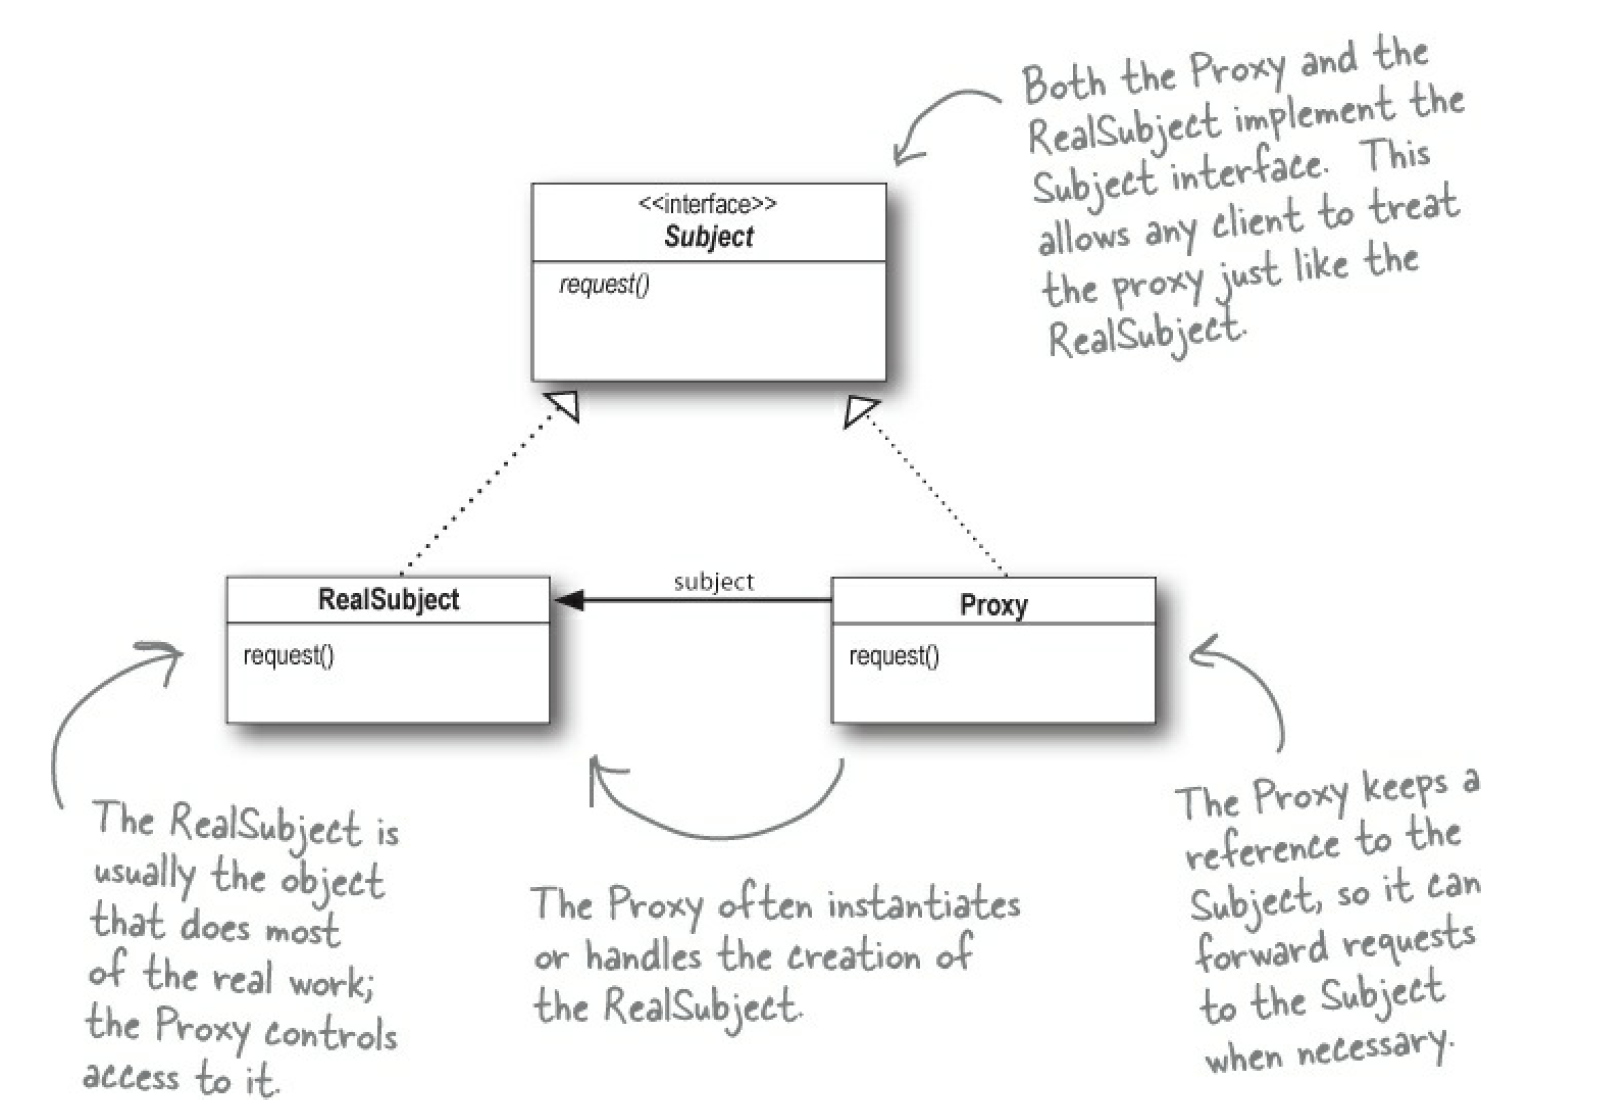 Both the Proxy and the
RealSubject implement the
Subject interface. This
allows any client to treat
the proxy just like the
RealSubject.
<<interface>>
Subject
request()
RealSubject
request()
subject
Proxy
request()
The RealSubject is
usually the object
that does most
of the real work;
the Proxy controls
access to it.
The Proxy often instantiates
or handles the creation of
the RealSubject.
The Proxy keeps a
reference to the
Subject, so it can
forward requests
to the Subject
when necessary.